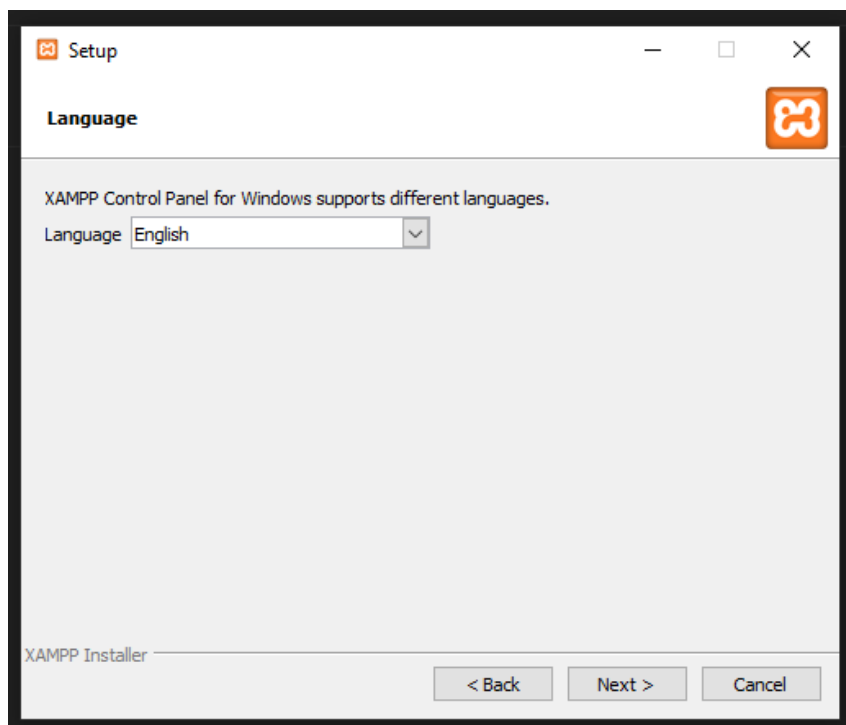 Setup
Language
XAMPP Control Panel for Windows supports different languages.
Language English
XAMPP Installer
< Back Next > Cancel